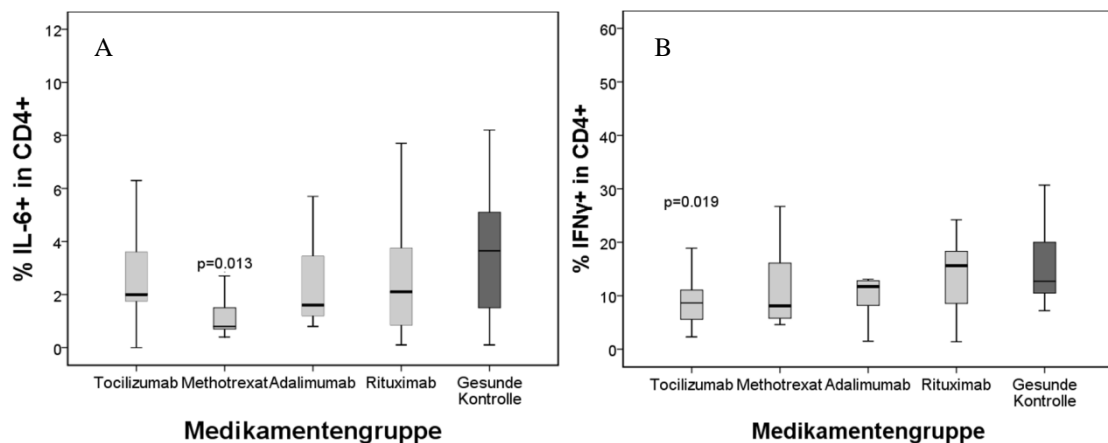 A
% IL-6+ in CD4+
12
10
8
6
4
2
0
p=0.013
Tocilizumab Methotrexat Adalimumab Rituximab Gesunde
Kontrolle
Medikamentengruppe
B
% IFNγ+ in CD4+
60
50
40
30
20
10
0
p=0.019
Tocilizumab Methotrexat Adalimumab Rituximab Gesunde
Kontrolle
Medikamentengruppe